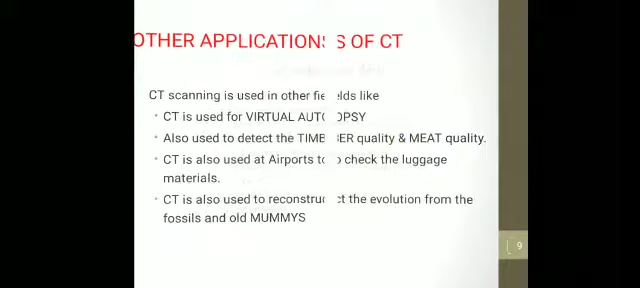 OTHER APPLICATIONS OF CT
CT scanning is used in other fields like
• CT is used for VIRTUAL AUTOPSY
• Also used to detect the TIMBER quality & MEAT quality.
• CT is also used at Airports to check the luggage
materials.
• CT is also used to reconstruct the evolution from the
fossils and old MUMMYS
9